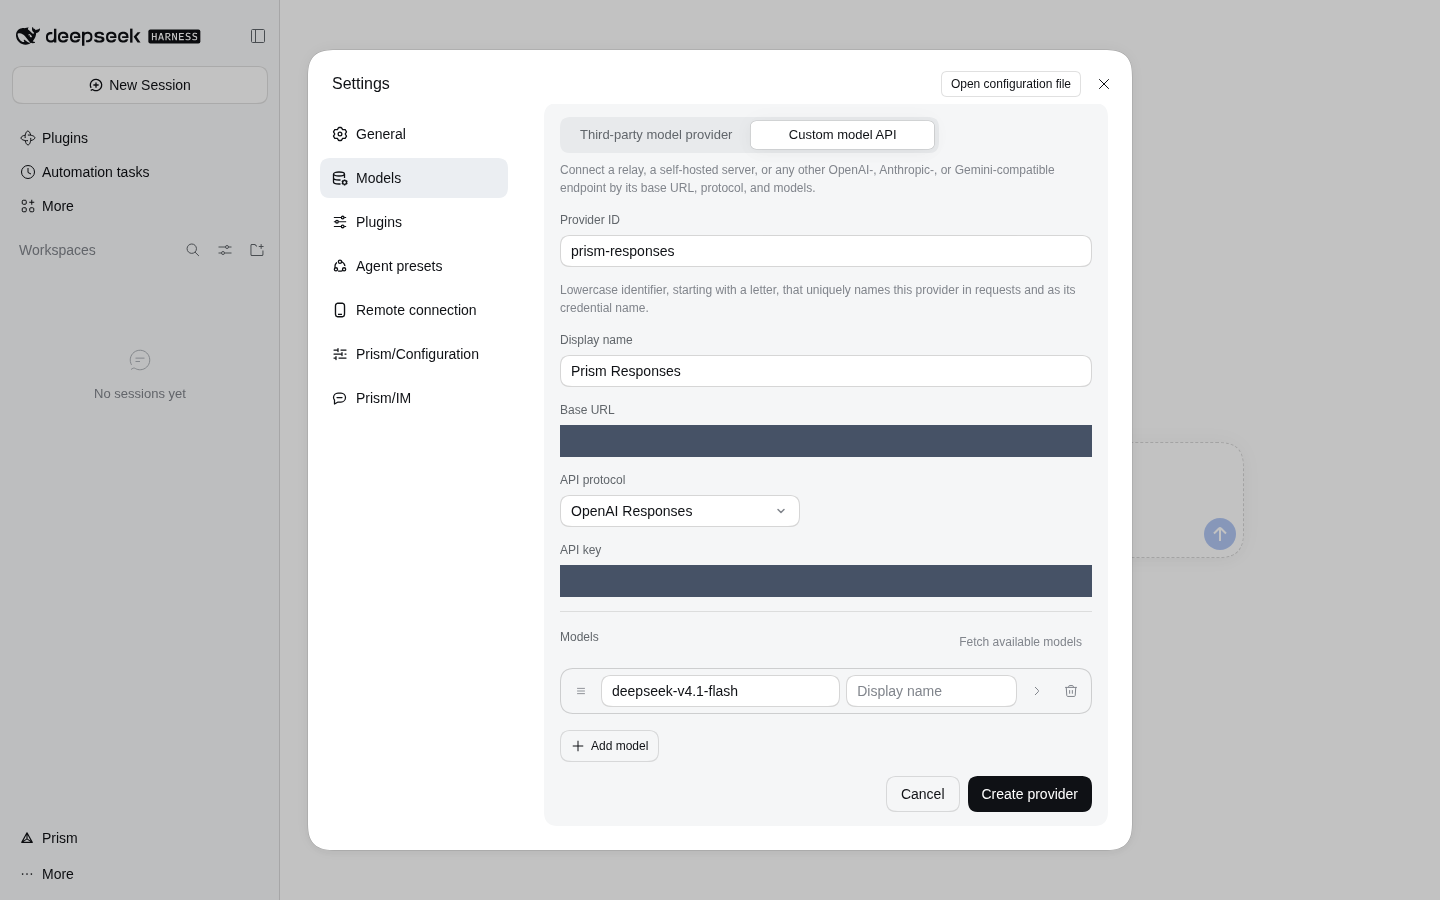 deepseek HARNESS
New Session
Plugins
Automation tasks
More
Workspaces
No sessions yet
Prism
More
Settings
Open configuration file
General
Models
Plugins
Agent presets
Remote connection
Prism/Configuration
Prism/IM
Third-party model provider
Custom model API
Connect a relay, a self-hosted server, or any other OpenAI-, Anthropic-, or Gemini-compatible
endpoint by its base URL, protocol, and models.
Provider ID
prism-responses
Lowercase identifier, starting with a letter, that uniquely names this provider in requests and as its
credential name.
Display name
Prism Responses
Base URL
API protocol
OpenAI Responses
API key
Models
Fetch available models
deepseek-v4.1-flash
Display name
Add model
Cancel
Create provider